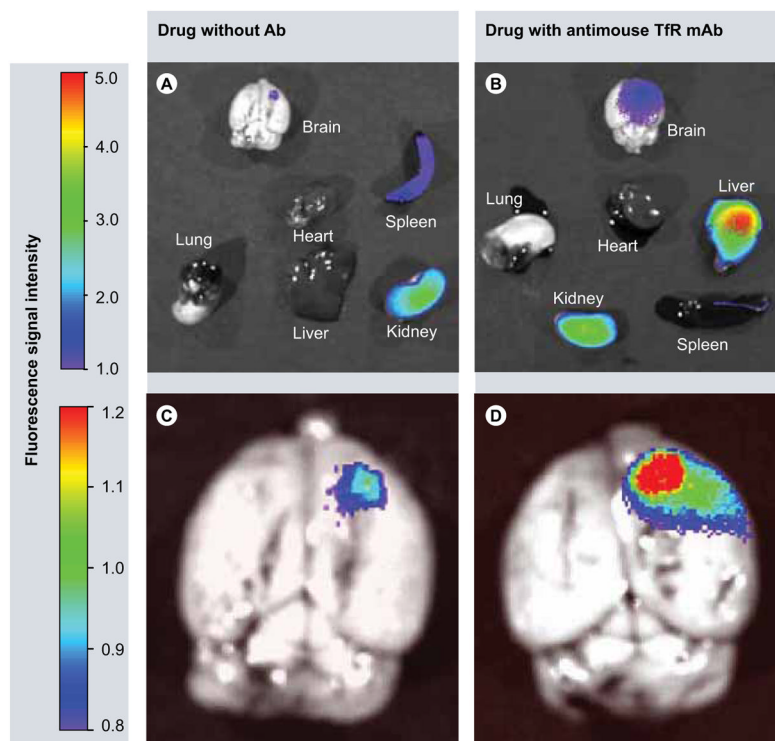 Drug without Ab
Drug with antimouse TfR mAb
Fluorescence signal intensity
5.0
4.0
3.0
2.0
1.0
1.2
1.1
1.0
0.9
0.8
A
Brain
Spleen
Heart
Lung
Liver
Kidney
B
Brain
Liver
Lung
Heart
Kidney
Spleen
C
D